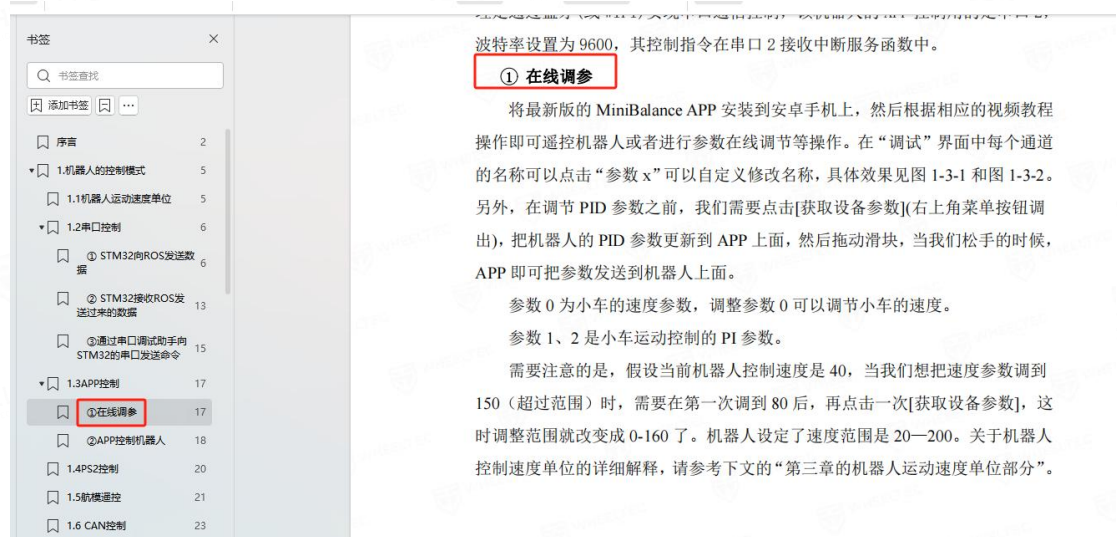 书签
书签查找
添加书签
序言 2
1.机器人的控制模式 5
1.1机器人运动速度单位 5
1.2串口控制 6
① STM32向ROS发送数
据 6
② STM32接收ROS发
送过来的数据 13
③通过串口调试助手向
STM32的串口发送命令 15
1.3APP控制 17
①在线调参 17
②APP控制机器人 18
1.4PS2控制 20
1.5航模遥控 21
1.6 CAN控制 23
波特率设置为 9600，其控制指令在串口 2 接收中断服务函数中。
① 在线调参
将最新版的 MiniBalance APP 安装到安卓手机上，然后根据相应的视频教程
操作即可遥控机器人或者进行参数在线调节等操作。在“调试”界面中每个通道
的名称可以点击“参数 x”可以自定义修改名称，具体效果见图 1-3-1 和图 1-3-2。
另外，在调节 PID 参数之前，我们需要点击[获取设备参数](右上角菜单按钮调
出)，把机器人的 PID 参数更新到 APP 上面，然后拖动滑块，当我们松手的时候，
APP 即可把参数发送到机器人上面。
参数 0 为小车的速度参数，调整参数 0 可以调节小车的速度。
参数 1、2 是小车运动控制的 PI 参数。
需要注意的是，假设当前机器人控制速度是 40，当我们想把速度参数调到
150（超过范围）时，需要在第一次调到 80 后，再点击一次[获取设备参数]，这
时调整范围就改变成 0-160 了。机器人设定了速度范围是 20—200。关于机器人
控制速度单位的详细解释，请参考下文的“第三章的机器人运动速度单位部分”。